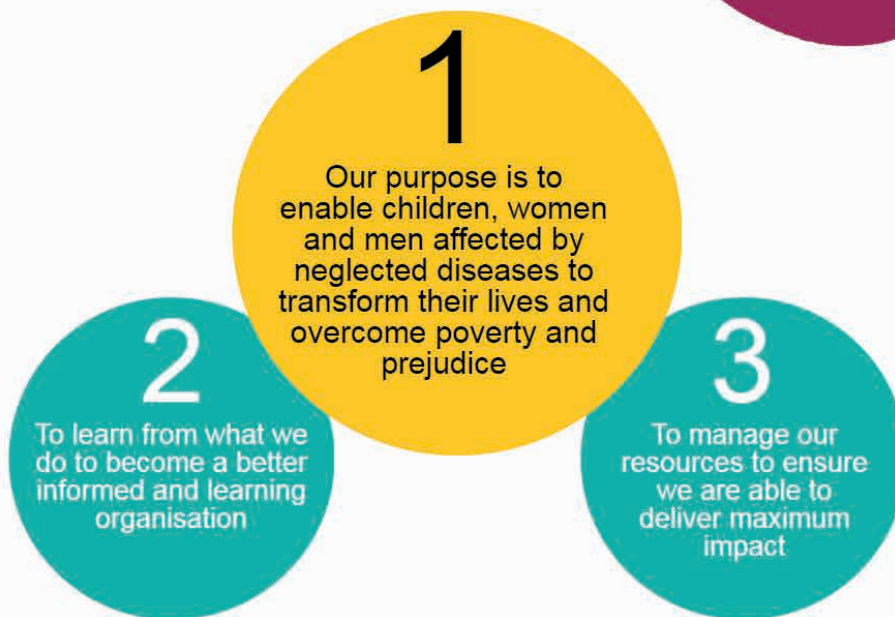 1
Our purpose is to
enable children, women
and men affected by
neglected diseases to
transform their lives and
overcome poverty and
prejudice
2
To learn from what we
do to become a better
informed and learning
organisation
3
To manage our
resources to ensure
we are able to
deliver maximum
impact